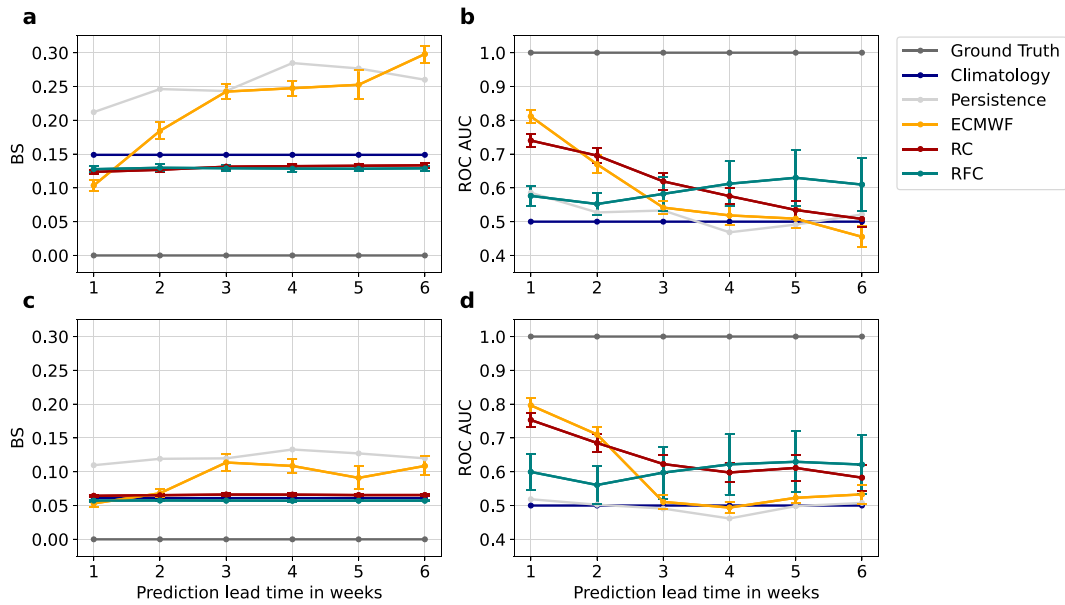 a
0.30
0.25
0.20
0.15
0.10
0.05
0.00
BS
1 2 3 4 5 6
b
1.0
0.9
0.8
0.7
0.6
0.5
0.4
ROC AUC
1 2 3 4 5 6
Ground Truth
Climatology
Persistence
ECMWF
RC
RFC
c
0.30
0.25
0.20
0.15
0.10
0.05
0.00
BS
1 2 3 4 5 6
Prediction lead time in weeks
d
1.0
0.9
0.8
0.7
0.6
0.5
0.4
ROC AUC
1 2 3 4 5 6
Prediction lead time in weeks